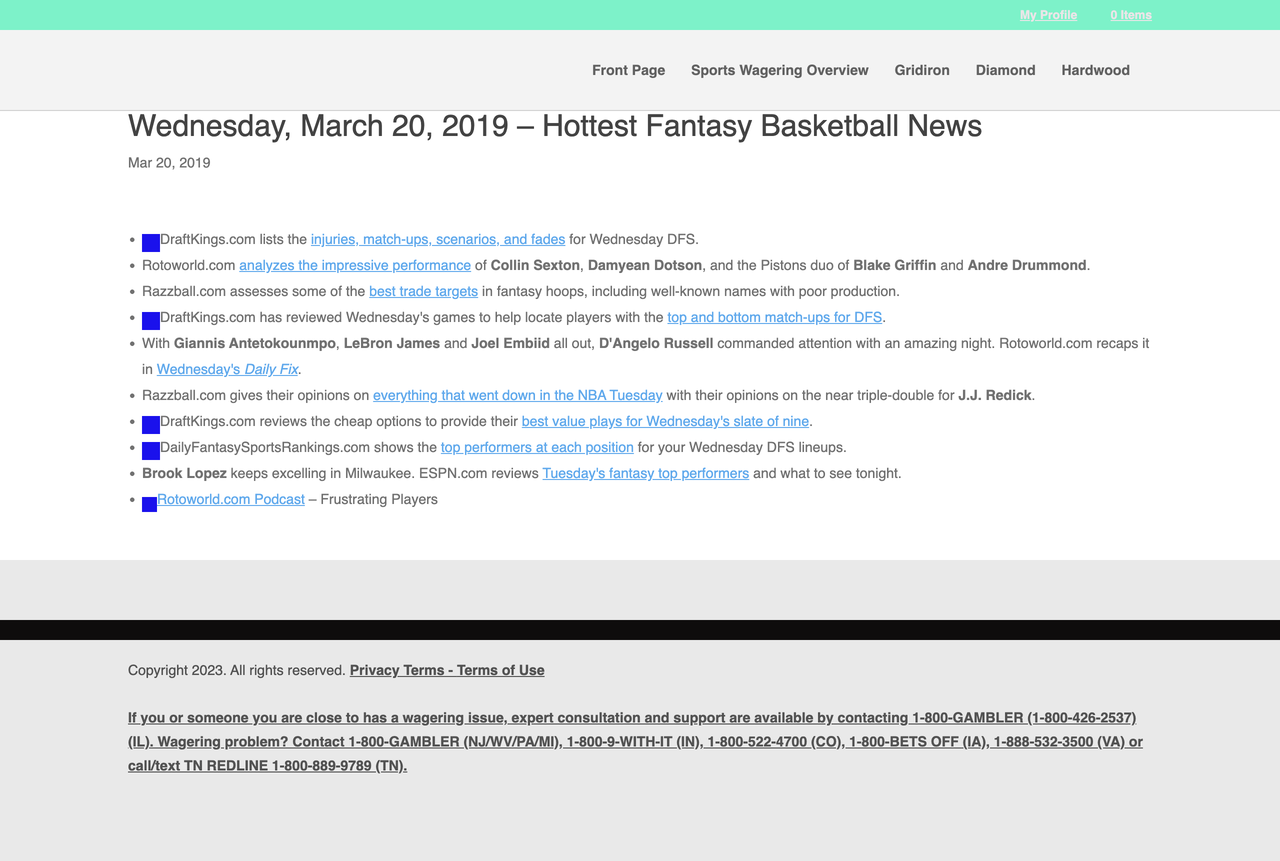 My Profile 0 Items
Front Page Sports Wagering Overview Gridiron Diamond Hardwood
Wednesday, March 20, 2019 – Hottest Fantasy Basketball News
Mar 20, 2019
• DraftKings.com lists the injuries, match-ups, scenarios, and fades for Wednesday DFS.
• Rotoworld.com analyzes the impressive performance of Collin Sexton, Damyean Dotson, and the Pistons duo of Blake Griffin and Andre Drummond.
• Razzball.com assesses some of the best trade targets in fantasy hoops, including well-known names with poor production.
• DraftKings.com has reviewed Wednesday's games to help locate players with the top and bottom match-ups for DFS.
• With Giannis Antetokounmpo, LeBron James and Joel Embiid all out, D'Angelo Russell commanded attention with an amazing night. Rotoworld.com recaps it
in Wednesday's Daily Fix.
• Razzball.com gives their opinions on everything that went down in the NBA Tuesday with their opinions on the near triple-double for J.J. Redick.
• DraftKings.com reviews the cheap options to provide their best value plays for Wednesday's slate of nine.
• DailyFantasySportsRankings.com shows the top performers at each position for your Wednesday DFS lineups.
• Brook Lopez keeps excelling in Milwaukee. ESPN.com reviews Tuesday's fantasy top performers and what to see tonight.
• Rotoworld.com Podcast – Frustrating Players
Copyright 2023. All rights reserved. Privacy Terms - Terms of Use
If you or someone you are close to has a wagering issue, expert consultation and support are available by contacting 1-800-GAMBLER (1-800-426-2537)
(IL). Wagering problem? Contact 1-800-GAMBLER (NJ/WV/PA/MI), 1-800-9-WITH-IT (IN), 1-800-522-4700 (CO), 1-800-BETS OFF (IA), 1-888-532-3500 (VA) or
call/text TN REDLINE 1-800-889-9789 (TN).